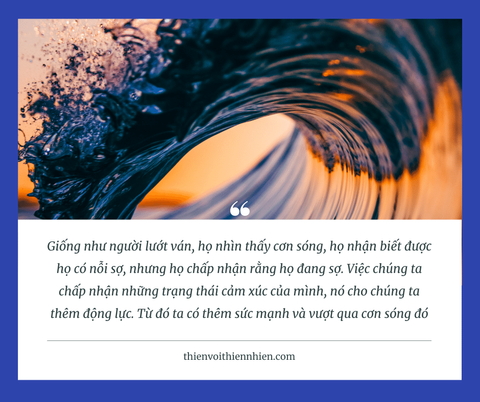 Giống như người lướt ván, họ nhìn thấy cơn sóng, họ nhận biết được
họ có nỗi sợ, nhưng họ chấp nhận rằng họ đang sợ. Việc chúng ta
chấp nhận những trạng thái cảm xúc của mình, nó cho chúng ta
thêm động lực. Từ đó ta có thêm sức mạnh và vượt qua cơn sóng đó
thienvoithiennhien.com